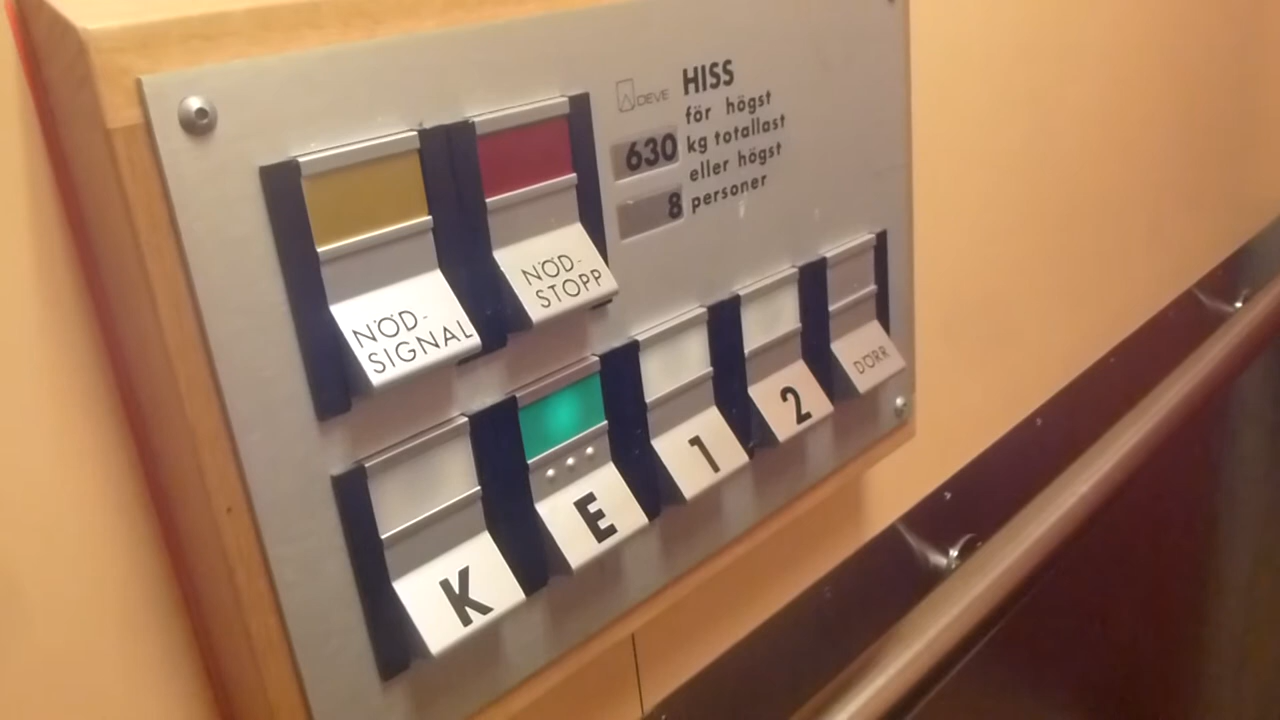 DEVE
HISS
för högst
630 kg totallast
eller högst
8 personer
NÖD-
SIGNAL
NÖD-
STOPP
K
E
1
2
DÖRR